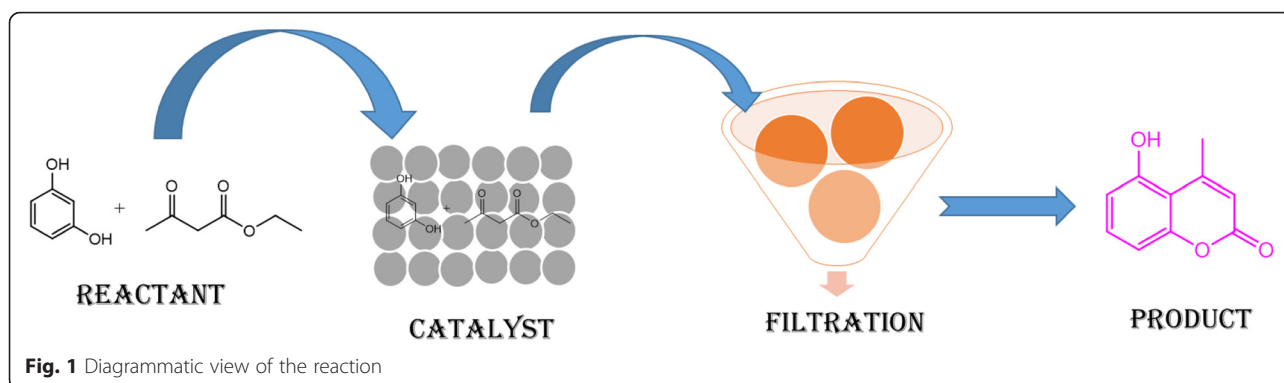 OH
OH
+
O
O
O
REACTANT
OH
+
O
O
O
OH
CATALYST
FILTRATION
OH
O
O
PRODUCT
Fig. 1 Diagrammatic view of the reaction